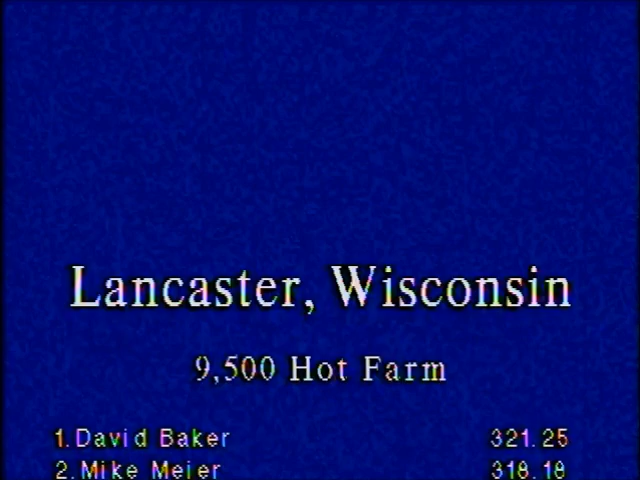 Lancaster, Wisconsin
9,500 Hot Farm
1. David Baker 321.25
2. Mike Meier 318.18